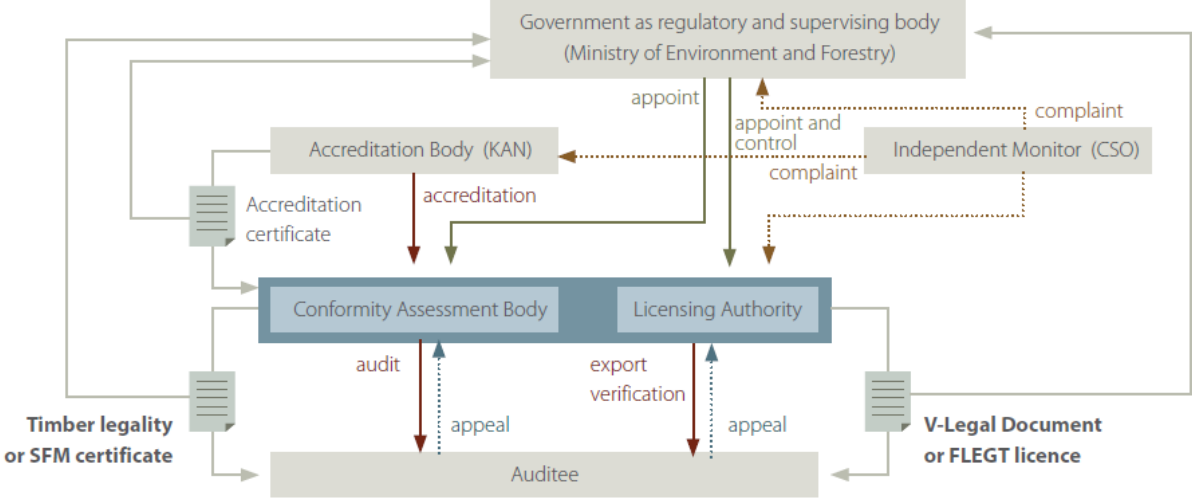 Government as regulatory and supervising body
(Ministry of Environment and Forestry)
appoint
appoint and
control
complaint
Accreditation Body (KAN)
Independent Monitor (CSO)
complaint
accreditation
Accreditation
certificate
Conformity Assessment Body
Licensing Authority
audit
export
verification
appeal
appeal
Timber legality
or SFM certificate
V-Legal Document
or FLEGT licence
Auditee